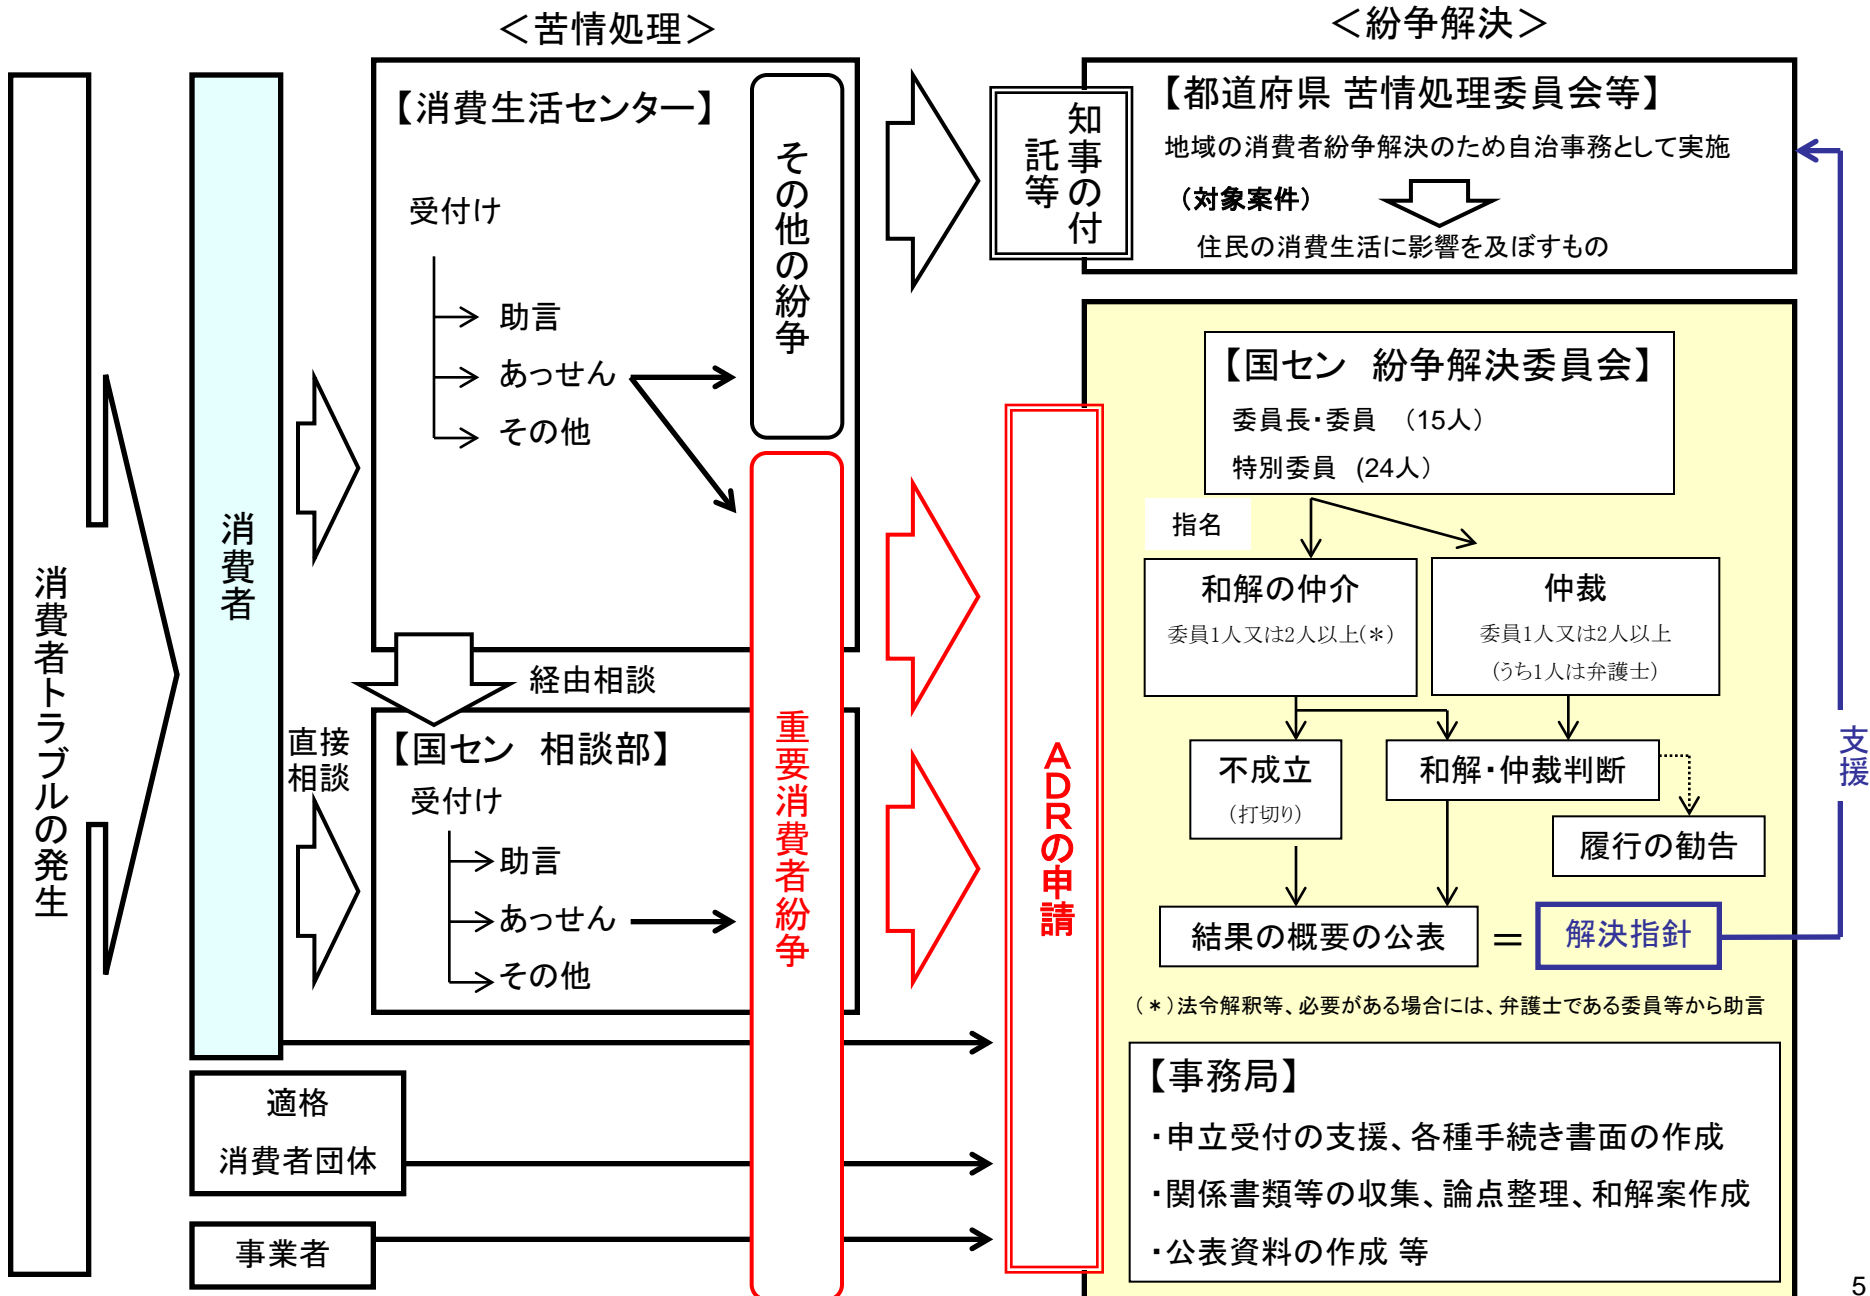 ＜苦情処理＞
＜紛争解決＞
消費者トラブルの発生
消費者
【消費生活センター】
受付け
助言
あっせん
その他
その他の紛争
経由相談
直接
相談
【国セン　相談部】
受付け
助言
あっせん
その他
重要消費者紛争
適格
消費者団体
事業者
知事の付
託等
【都道府県 苦情処理委員会等】
地域の消費者紛争解決のため自治事務として実施
（対象案件）
住民の消費生活に影響を及ぼすもの
ＡＤＲの申請
【国セン　紛争解決委員会】
委員長・委員　（15人）
特別委員　(24人）
指名
和解の仲介
委員1人又は2人以上(＊)
仲裁
委員1人又は2人以上
(うち1人は弁護士)
不成立
(打切り)
和解・仲裁判断
履行の勧告
結果の概要の公表
＝
解決指針
支援
（＊）法令解釈等、必要がある場合には、弁護士である委員等から助言
【事務局】
・申立受付の支援、各種手続き書面の作成
・関係書類等の収集、論点整理、和解案作成
・公表資料の作成 等
5